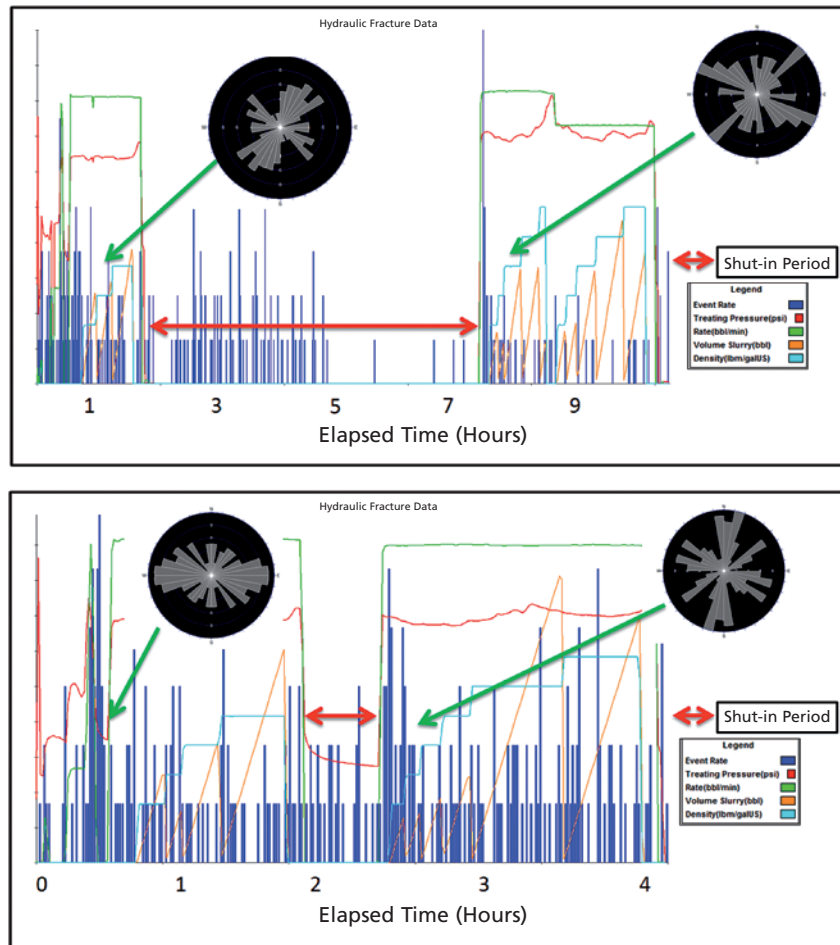 Hydraulic Fracture Data
Shut-in Period
Legend
Event Rate
Treating Pressure(psi)
Rate(bbl/min)
Volume Slurry(bbl)
Density(lbm/galUS)
1 3 5 7 9
Elapsed Time (Hours)
Hydraulic Fracture Data
Shut-in Period
Legend
Event Rate
Treating Pressure(psi)
Rate(bbl/min)
Volume Slurry(bbl)
Density(lbm/galUS)
0 1 2 3 4
Elapsed Time (Hours)